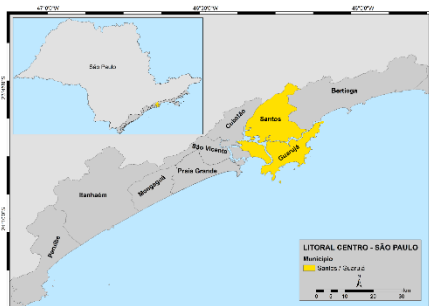 São Paulo
Bertioga
Santos
Cubatão
São Vicente
Guarujá
Praia Grande
Itanhaém
Mongaguá
Peruíbe
LITORAL CENTRO - SÃO PAULO
Município
Santos / Guarujá
0 5 10 20 30